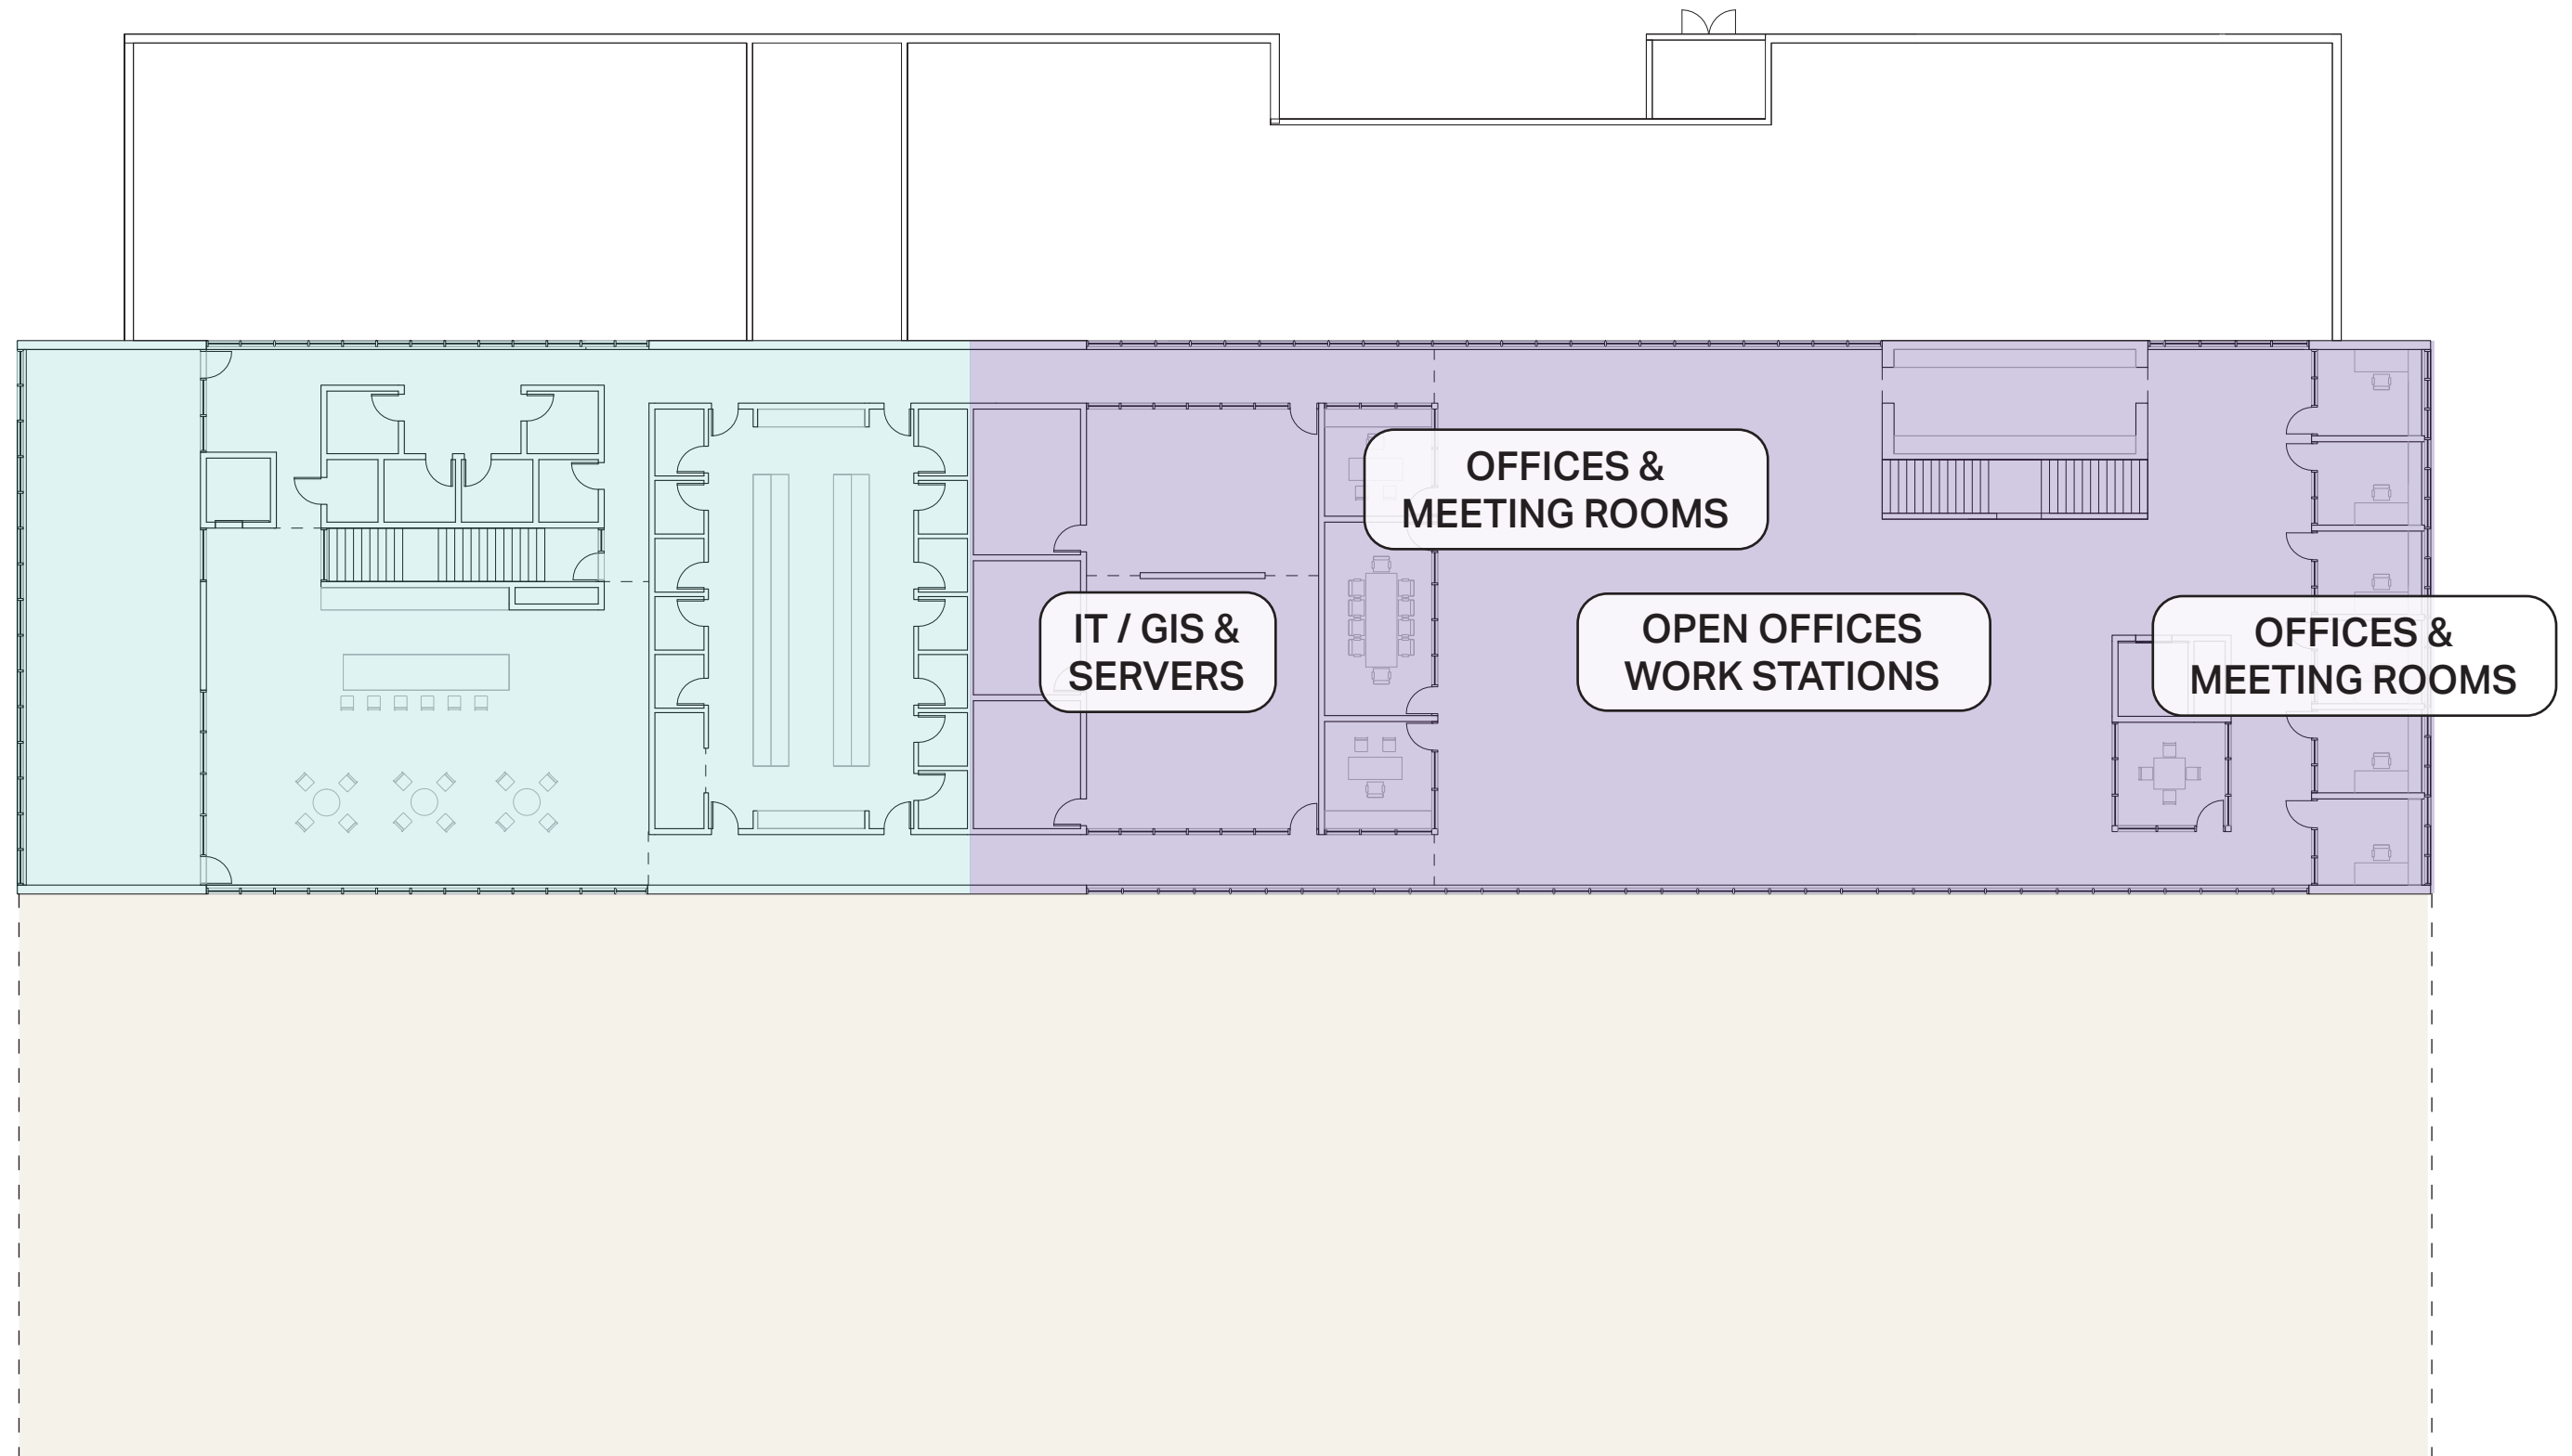 OFFICES &
MEETING ROOMS
IT / GIS &
SERVERS
OPEN OFFICES
WORK STATIONS
OFFICES &
MEETING ROOMS